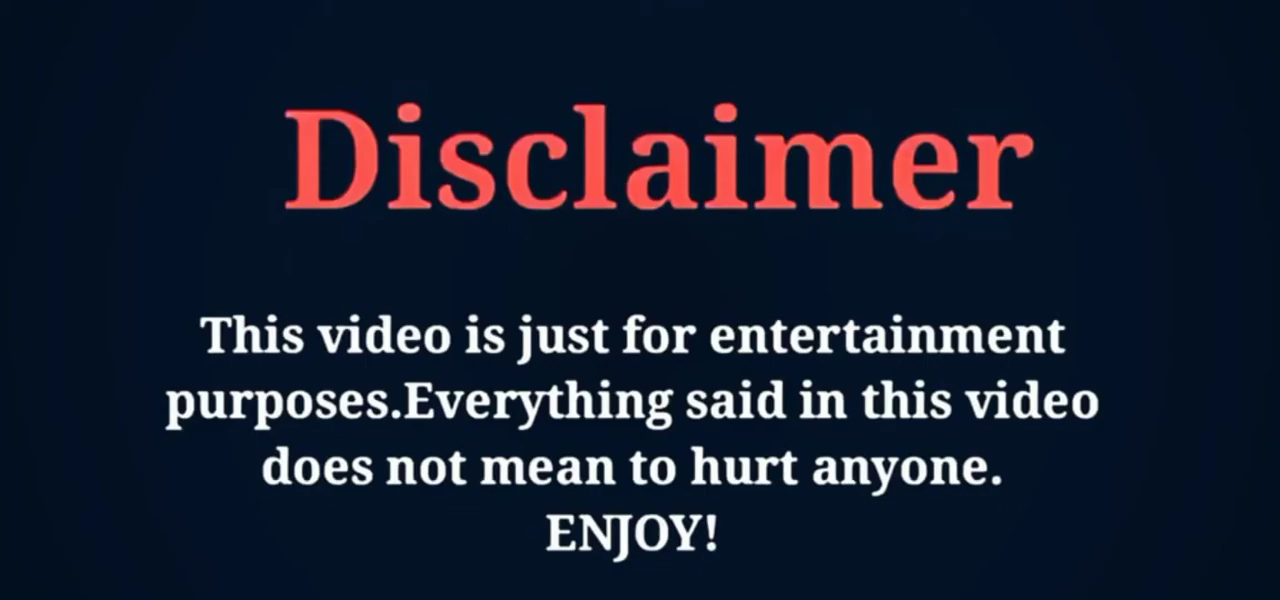 Disclaimer
This video is just for entertainment
purposes.Everything said in this video
does not mean to hurt anyone.
ENJOY!